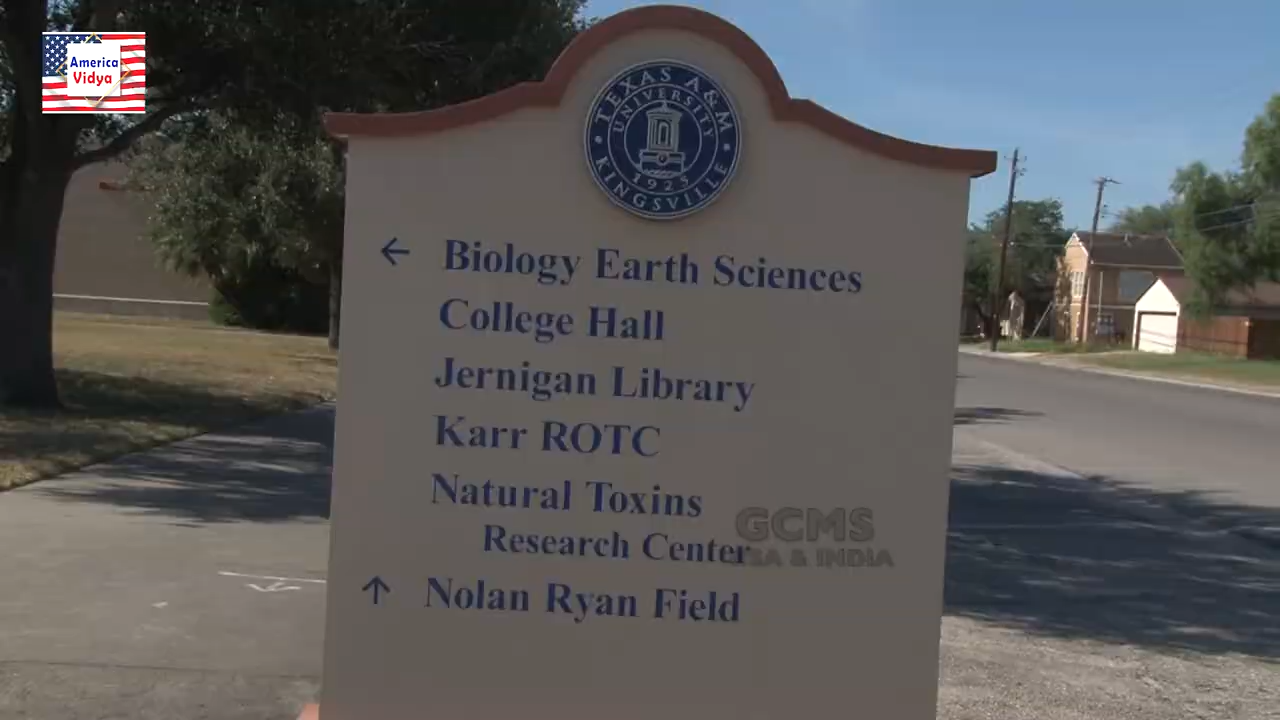 America
Vidya
TEXAS A&M
UNIVERSITY
1925
KINGSVILLE
← Biology Earth Sciences
College Hall
Jernigan Library
Karr ROTC
Natural Toxins
Research Center
↑ Nolan Ryan Field
GCMS
USA & INDIA